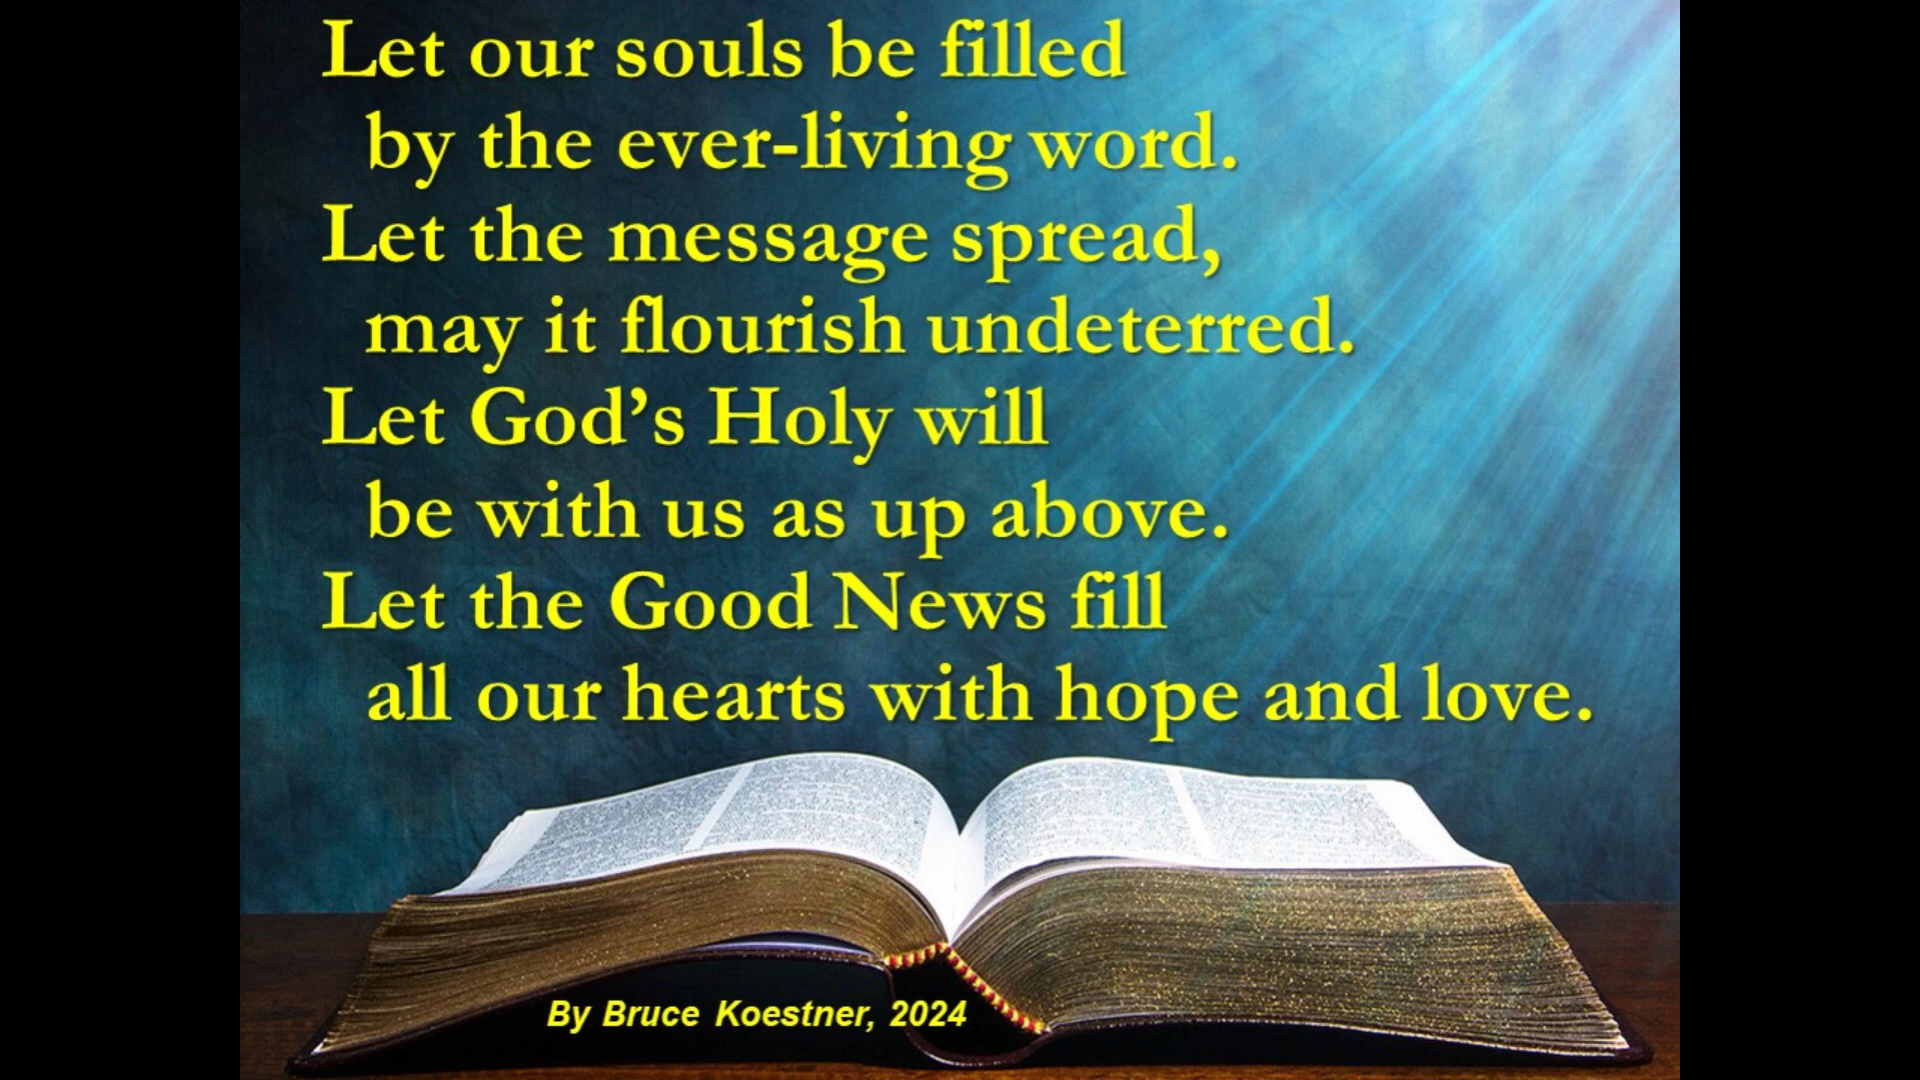 Let our souls be filled
by the ever-living word.
Let the message spread,
may it flourish undeterred.
Let God’s Holy will
be with us as up above.
Let the Good News fill
all our hearts with hope and love.
By Bruce Koestner, 2024